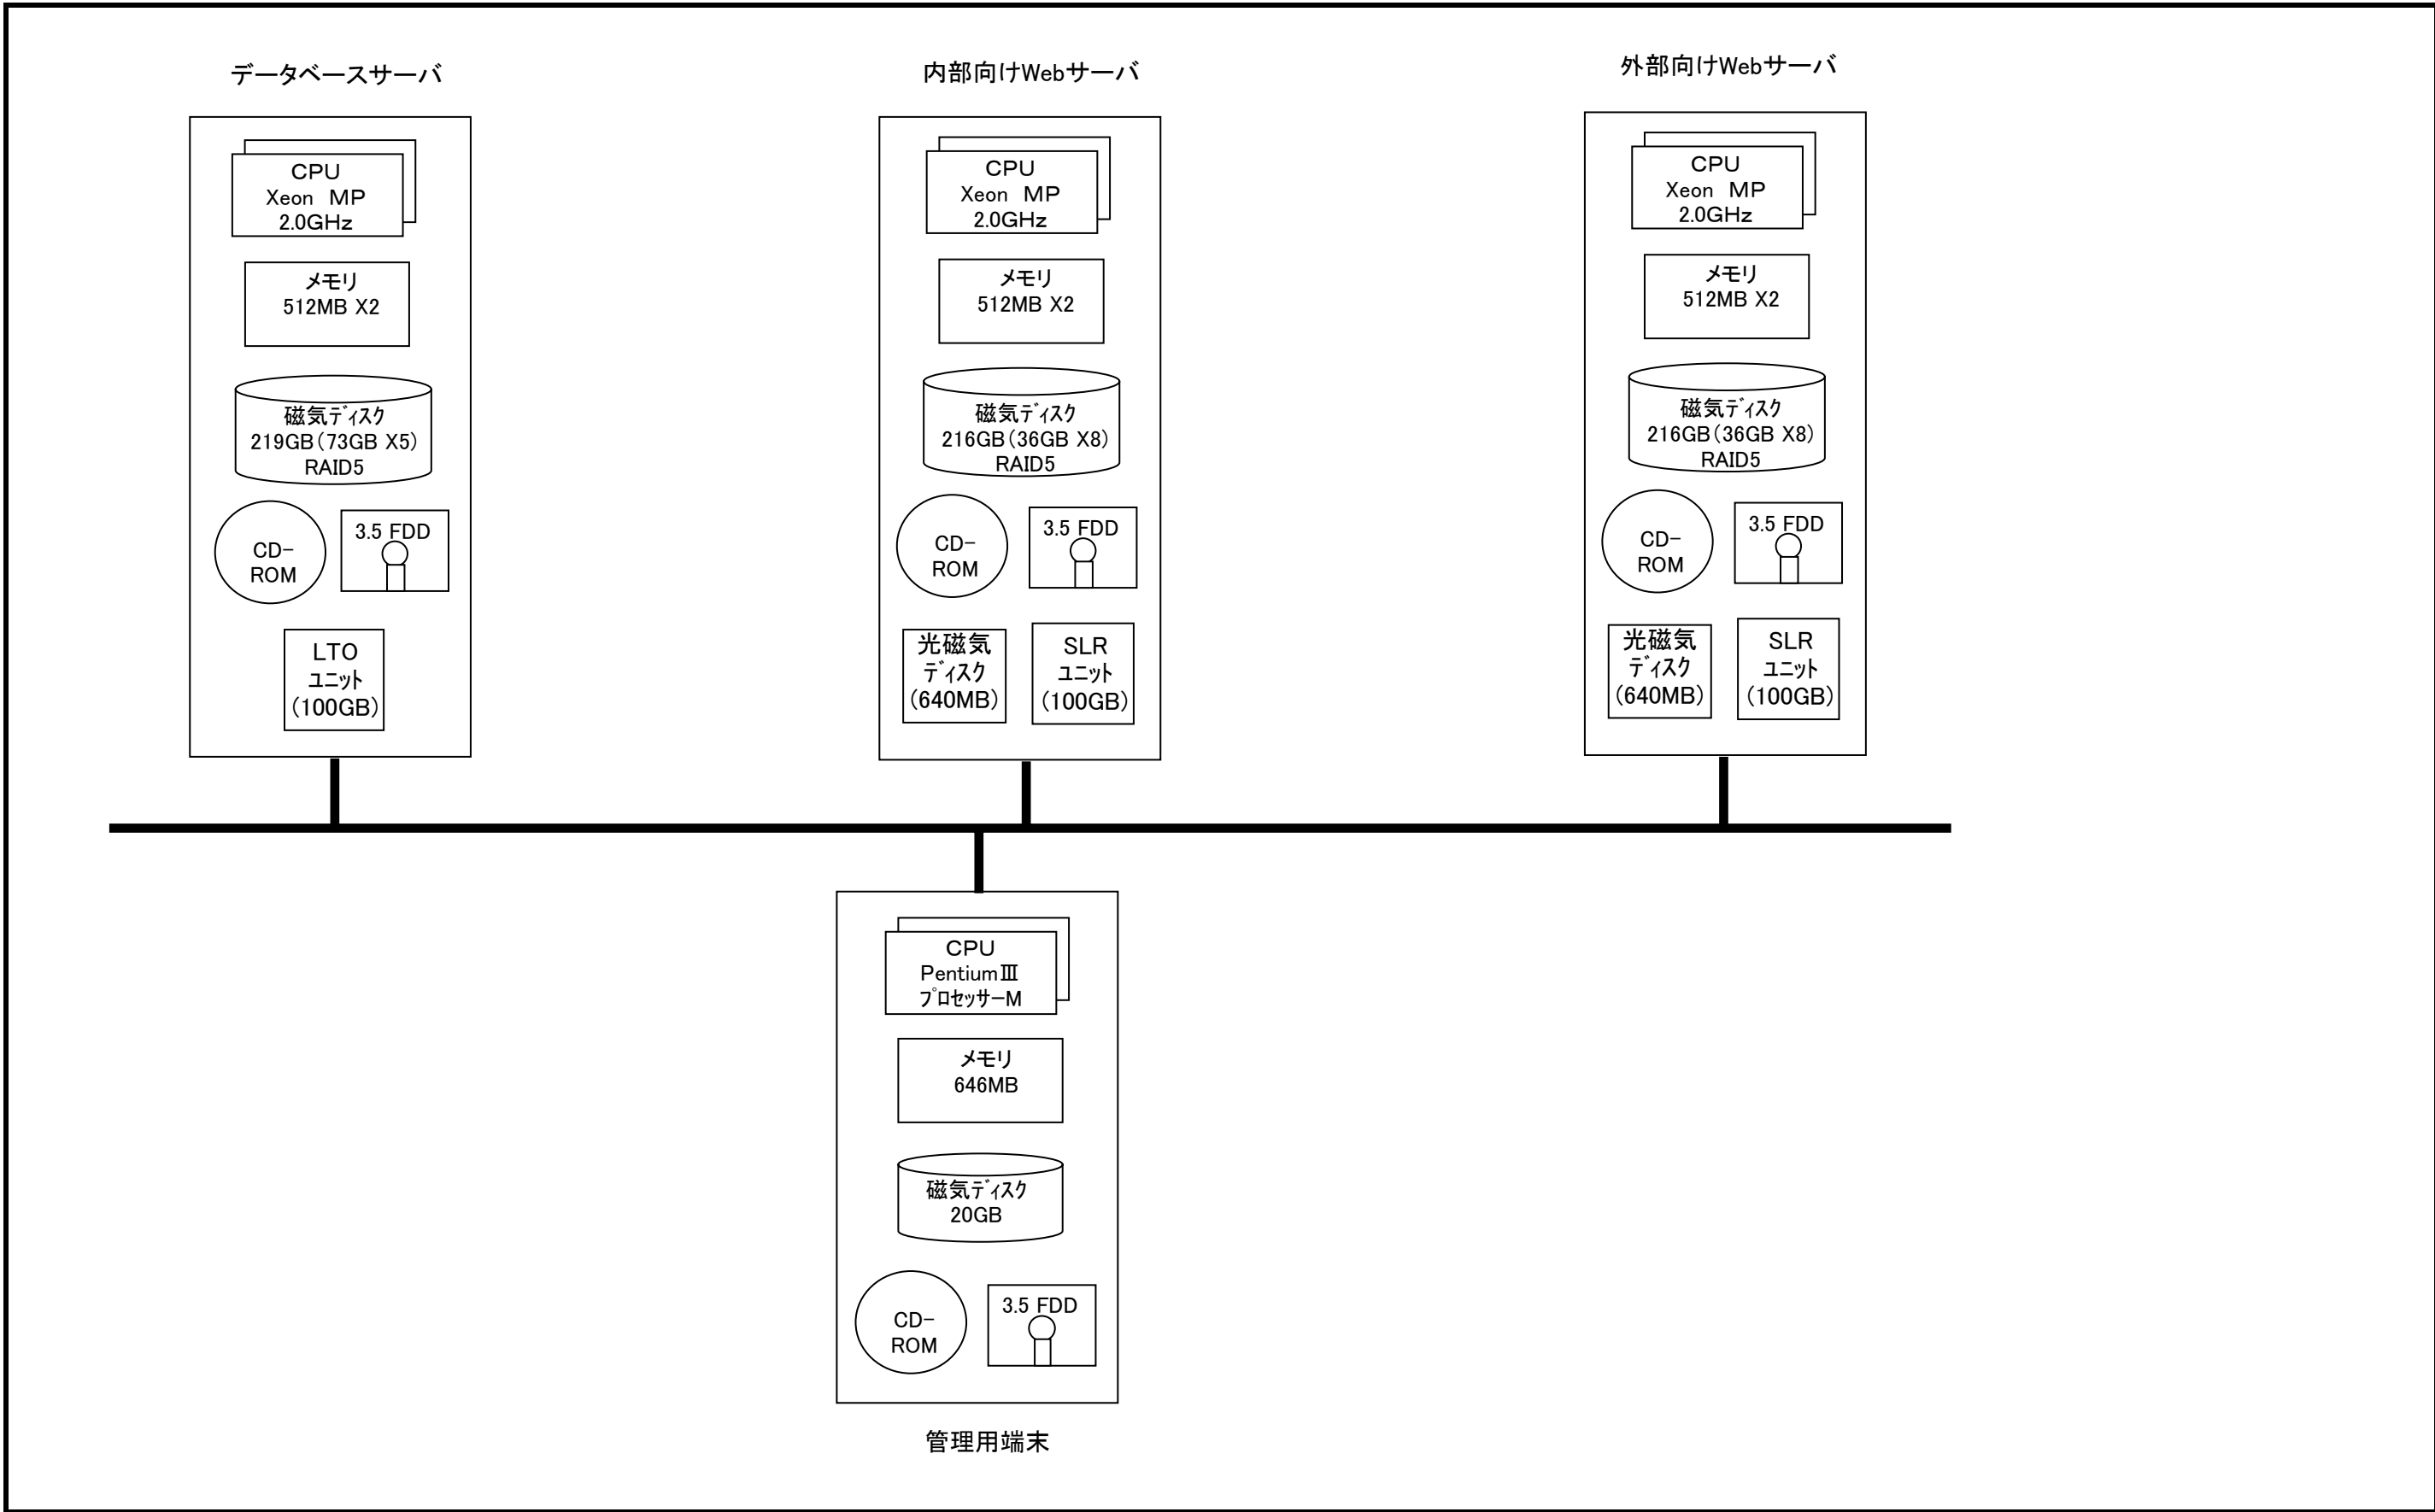 データベースサーバ
CPU
Xeon MP
2.0GHz
メモリ
512MB X2
磁気ディスク
219GB(73GB X5)
RAID5
CD-
ROM
3.5 FDD
LTO
ユニット
(100GB)
内部向けWebサーバ
CPU
Xeon MP
2.0GHz
メモリ
512MB X2
磁気ディスク
216GB(36GB X8)
RAID5
CD-
ROM
3.5 FDD
光磁気
ディスク
(640MB)
SLR
ユニット
(100GB)
外部向けWebサーバ
CPU
Xeon MP
2.0GHz
メモリ
512MB X2
磁気ディスク
216GB(36GB X8)
RAID5
CD-
ROM
3.5 FDD
光磁気
ディスク
(640MB)
SLR
ユニット
(100GB)
CPU
PentiumⅢ
プロセッサーM
メモリ
646MB
磁気ディスク
20GB
CD-
ROM
3.5 FDD
管理用端末